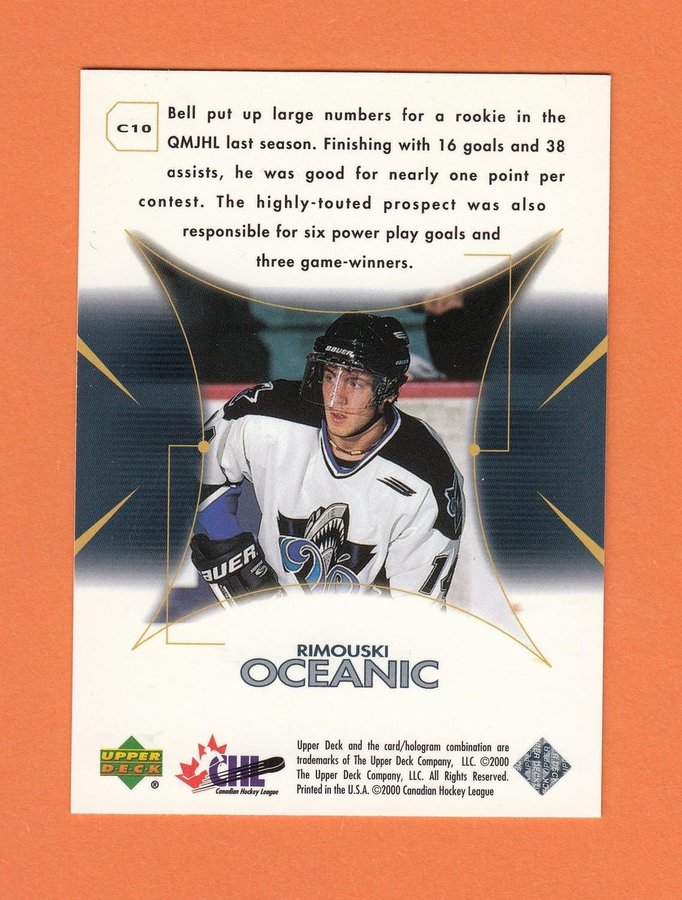 C10
Bell put up large numbers for a rookie in the
QMJHL last season. Finishing with 16 goals and 38
assists, he was good for nearly one point per
contest. The highly-touted prospect was also
responsible for six power play goals and
three game-winners.
BAUER
BAUER
RIMOUSKI
OCEANIC
UPPER
DECK
®
CHL
Canadian Hockey League
Upper Deck and the card/hologram combination are
trademarks of The Upper Deck Company, LLC. ©2000
The Upper Deck Company, LLC. All Rights Reserved.
Printed in the U.S.A. ©2000 Canadian Hockey League